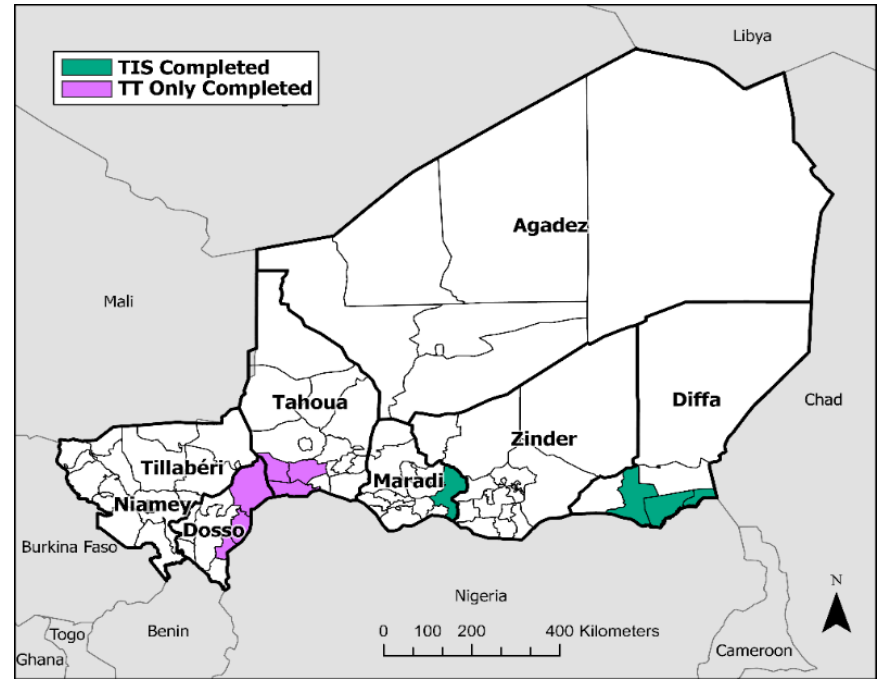 Libya
TIS Completed
TT Only Completed
Agadez
Mali
Tahoua
Diffa
Chad
Zinder
Tillabéri
Maradi
Niamey
Dosso
Burkina Faso
Nigeria
N
Benin
Togo
0 100 200 400 Kilometers
Ghana
Cameroon